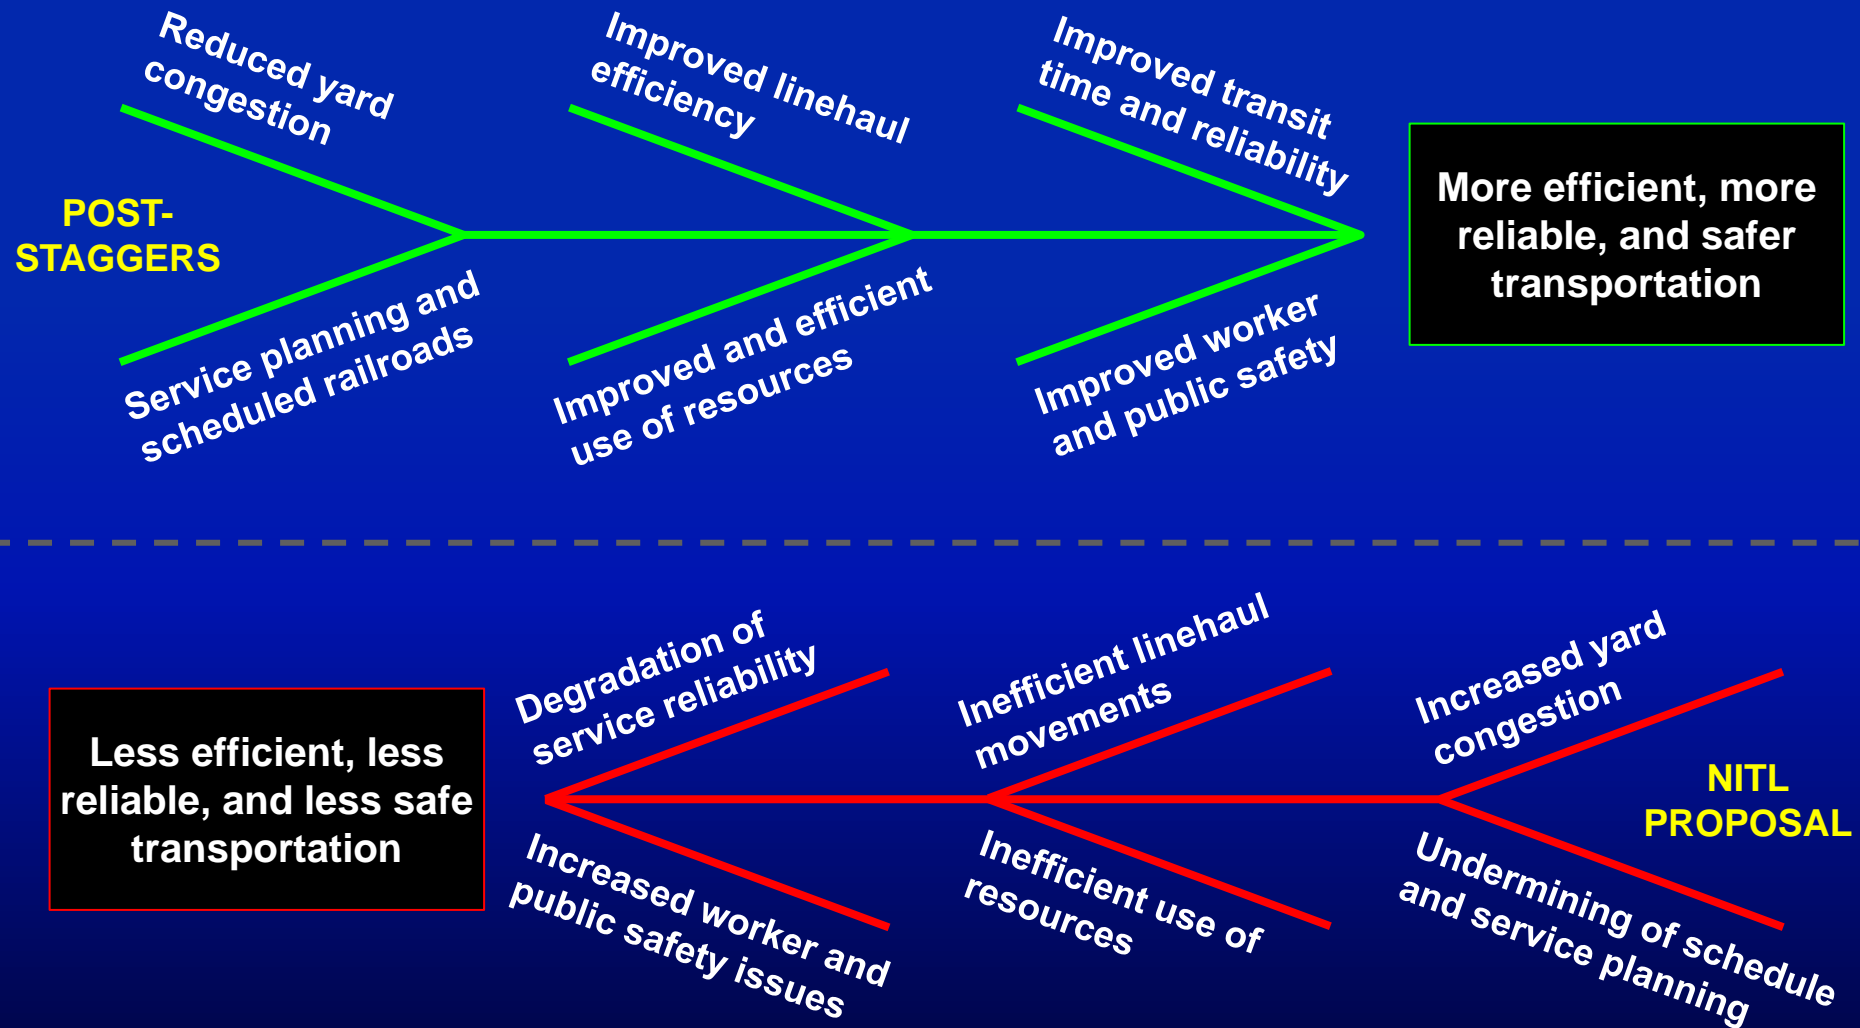 Reduced yard
congestion
Improved linehaul
efficiency
Improved transit
time and reliability
POST-
STAGGERS
More efficient, more
reliable, and safer
transportation
Service planning and
scheduled railroads
Improved and efficient
use of resources
Improved worker
and public safety
Degradation of
service reliability
Inefficient linehaul
movements
Increased yard
congestion
Less efficient, less
reliable, and less safe
transportation
NITL
PROPOSAL
Increased worker and
public safety issues
Inefficient use of
resources
Undermining of schedule
and service planning